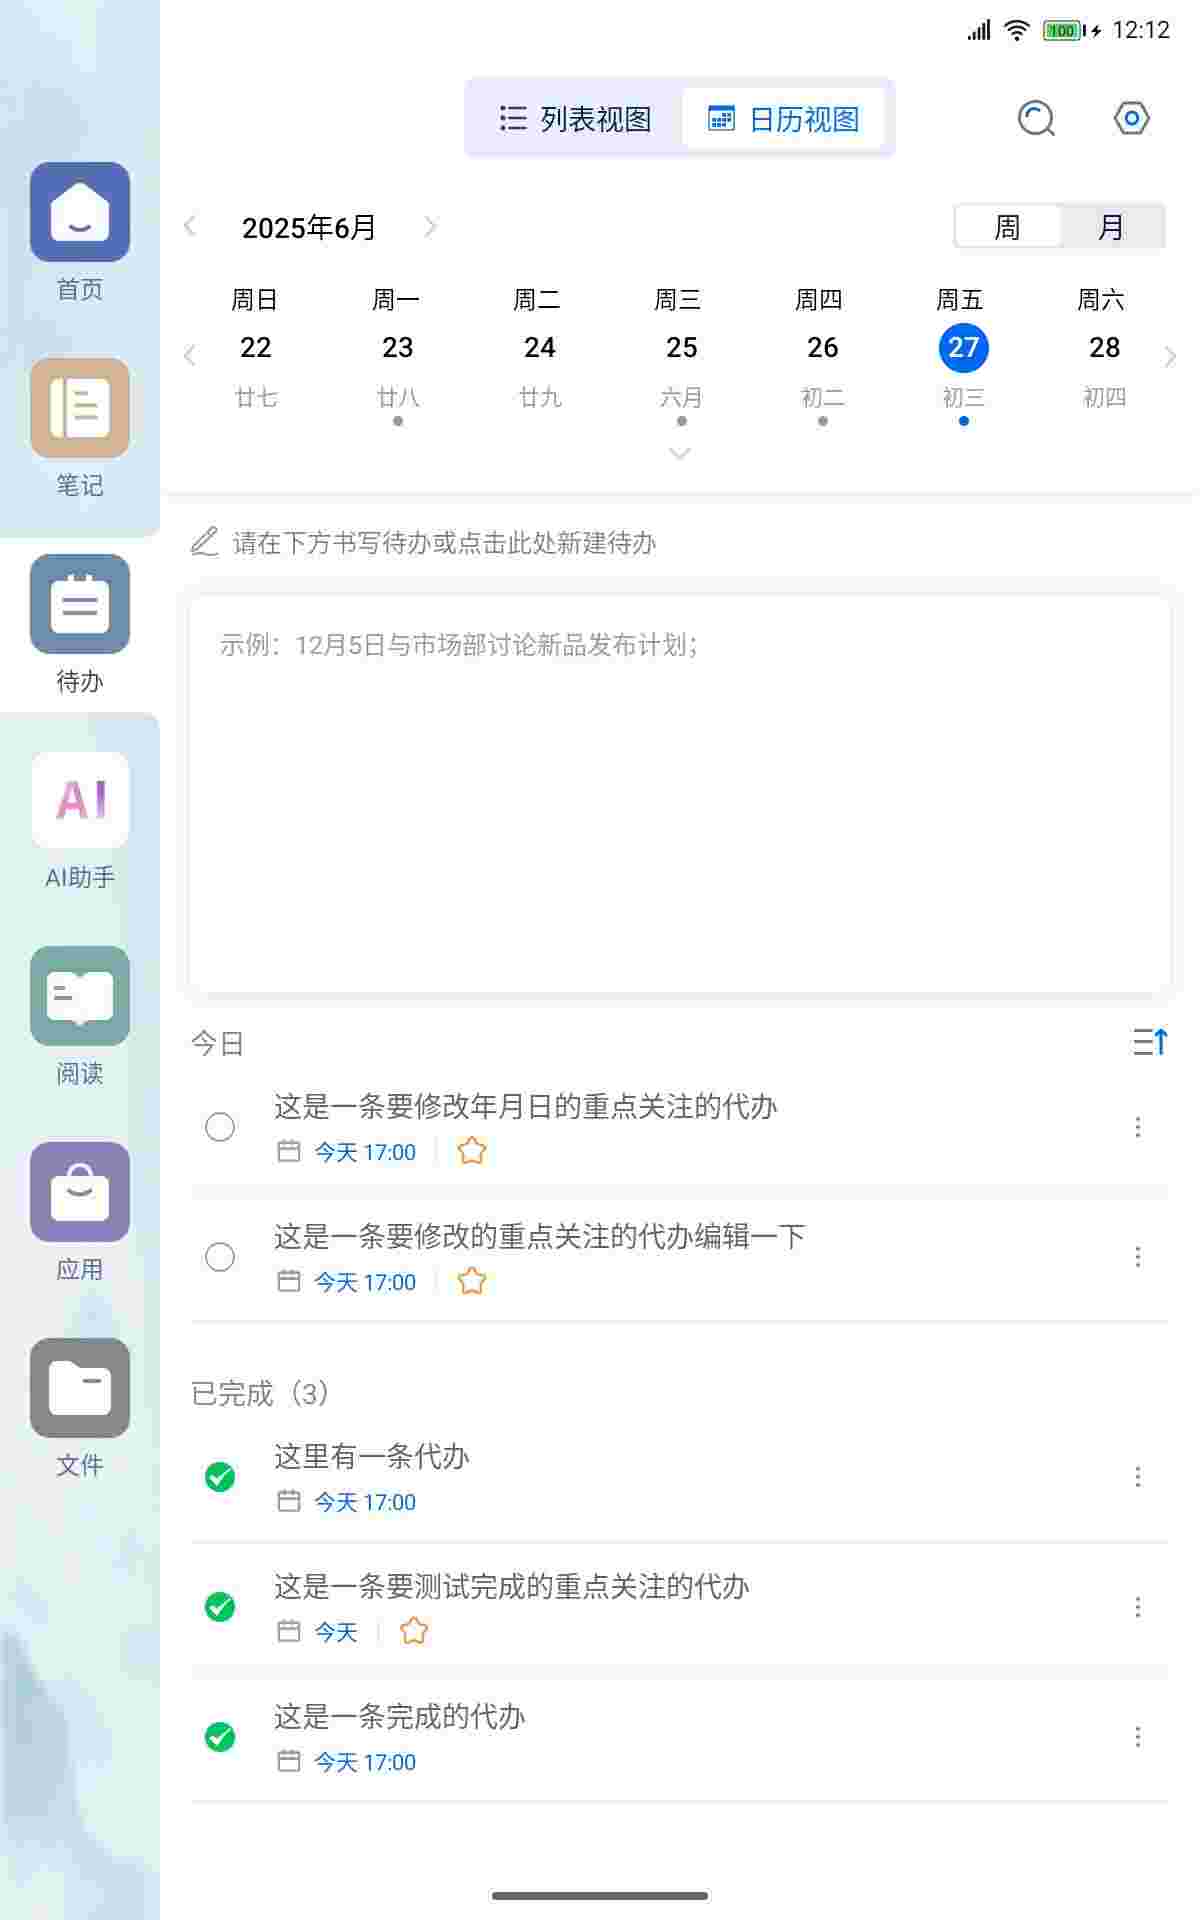 100 12:12
列表视图 日历视图
首页
笔记
待办
AI
AI助手
阅读
应用
文件
2025年6月 周 月
周日 周一 周二 周三 周四 周五 周六
22 23 24 25 26 27 28
廿七 廿八 廿九 六月 初二 初三 初四
请在下方书写待办或点击此处新建待办
示例：12月5日与市场部讨论新品发布计划；
今日
这是一条要修改年月日的重点关注的代办
今天 17:00
这是一条要修改的重点关注的代办编辑一下
今天 17:00
已完成（3）
这里有一条代办
今天 17:00
这是一条要测试完成的重点关注的代办
今天
这是一条完成的代办
今天 17:00